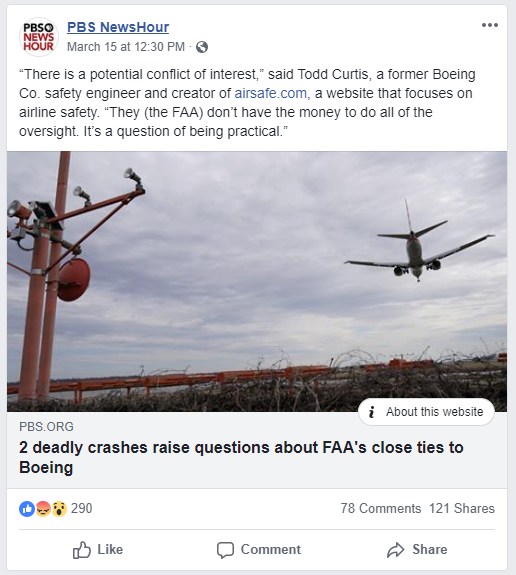 PBS
NEWS
HOUR
PBS NewsHour
March 15 at 12:30 PM ·
“There is a potential conflict of interest,” said Todd Curtis, a former Boeing
Co. safety engineer and creator of airsafe.com, a website that focuses on
airline safety. “They (the FAA) don’t have the money to do all of the
oversight. It’s a question of being practical.”
i About this website
PBS.ORG
2 deadly crashes raise questions about FAA's close ties to
Boeing
290 78 Comments 121 Shares
Like Comment Share